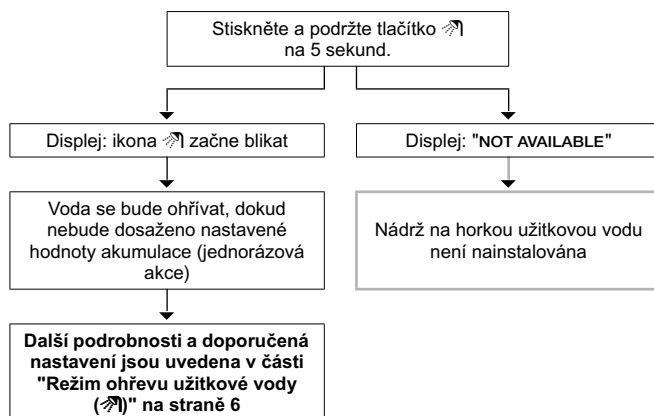 Stiskněte a podržte tlačítko
na 5 sekund.
Displej: ikona začne blikat
Displej: "NOT AVAILABLE"
Voda se bude ohřívat, dokud
nebude dosaženo nastavené
hodnoty akumulace (jednorázová
akce)
Nádrž na horkou užitkovou vodu
není nainstalována
Další podrobnosti a doporučená
nastavení jsou uvedena v části
"Režim ohřevu užitkové vody
()" na straně 6